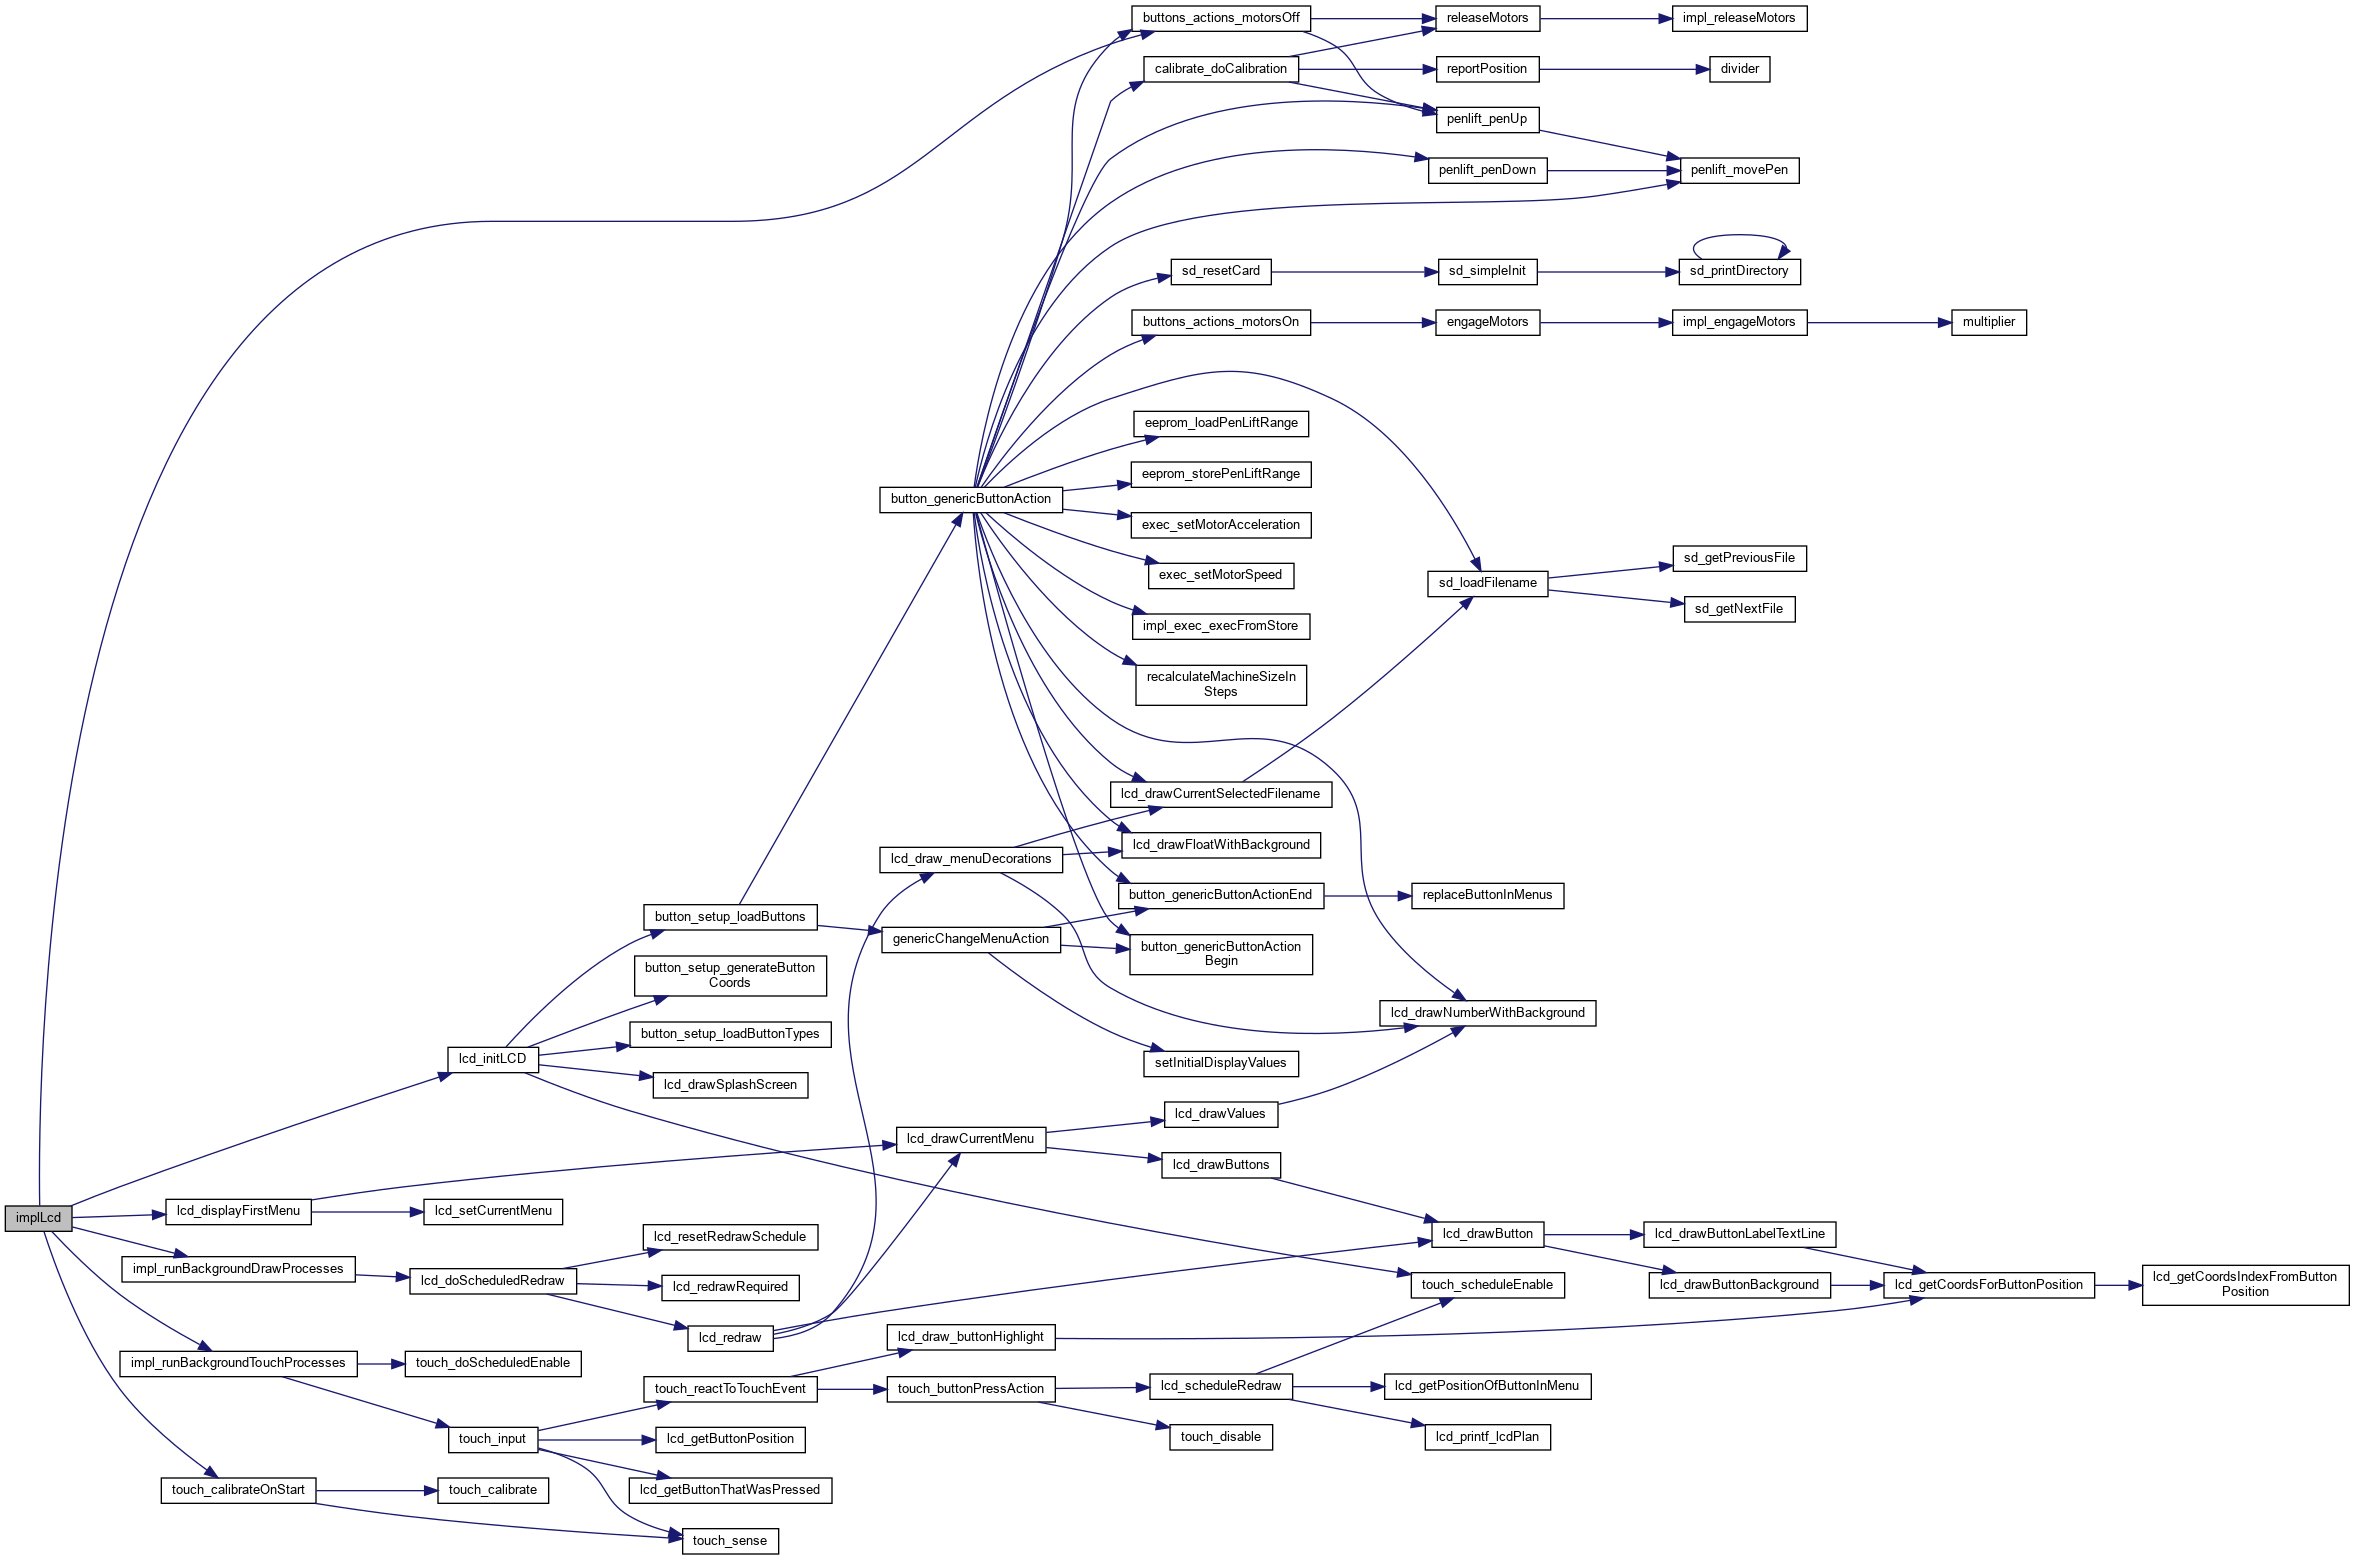 buttons_actions_motorsOff
releaseMotors
impl_releaseMotors
calibrate_doCalibration
reportPosition
divider
penlift_penUp
penlift_penDown
penlift_movePen
sd_resetCard
sd_simpleInit
sd_printDirectory
buttons_actions_motorsOn
engageMotors
impl_engageMotors
multiplier
eeprom_loadPenLiftRange
eeprom_storePenLiftRange
button_genericButtonAction
exec_setMotorAcceleration
exec_setMotorSpeed
sd_loadFilename
sd_getPreviousFile
sd_getNextFile
impl_exec_execFromStore
recalculateMachineSizeIn
Steps
lcd_drawCurrentSelectedFilename
lcd_drawFloatWithBackground
lcd_draw_menuDecorations
button_genericButtonActionEnd
replaceButtonInMenus
button_setup_loadButtons
genericChangeMenuAction
button_genericButtonAction
Begin
button_setup_generateButton
Coords
lcd_drawNumberWithBackground
button_setup_loadButtonTypes
lcd_initLCD
setInitialDisplayValues
lcd_drawSplashScreen
lcd_drawValues
lcd_drawCurrentMenu
lcd_drawButtons
implLcd
lcd_displayFirstMenu
lcd_setCurrentMenu
lcd_resetRedrawSchedule
lcd_drawButton
lcd_drawButtonLabelTextLine
impl_runBackgroundDrawProcesses
lcd_doScheduledRedraw
lcd_redrawRequired
touch_scheduleEnable
lcd_drawButtonBackground
lcd_getCoordsForButtonPosition
lcd_getCoordsIndexFromButton
Position
lcd_redraw
lcd_draw_buttonHighlight
impl_runBackgroundTouchProcesses
touch_doScheduledEnable
touch_reactToTouchEvent
touch_buttonPressAction
lcd_scheduleRedraw
lcd_getPositionOfButtonInMenu
touch_input
lcd_getButtonPosition
touch_disable
lcd_printf_lcdPlan
touch_calibrateOnStart
touch_calibrate
lcd_getButtonThatWasPressed
touch_sense